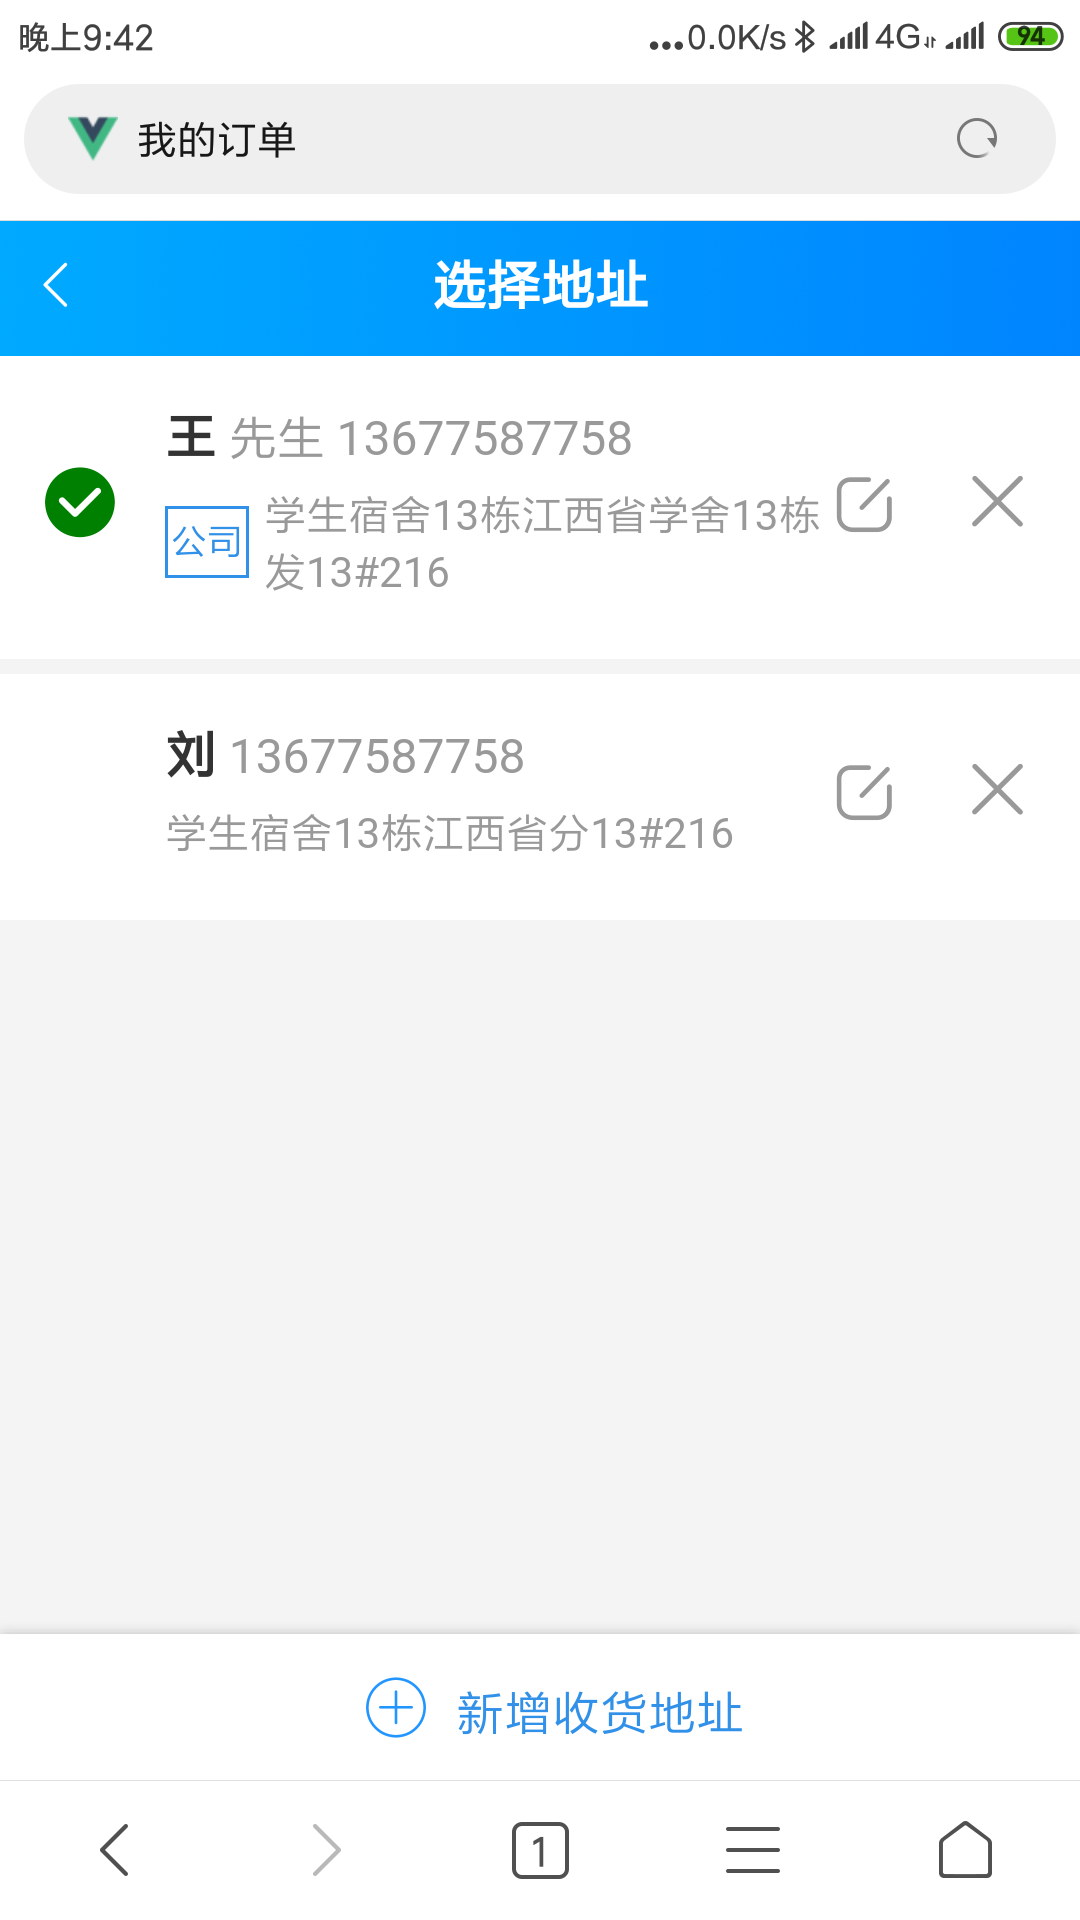 晚上9:42
...0.0K/s 4G 94
我的订单
选择地址
王 先生 13677587758
公司 学生宿舍13栋江西省学舍13栋
发13#216
刘 13677587758
学生宿舍13栋江西省分13#216
新增收货地址
1